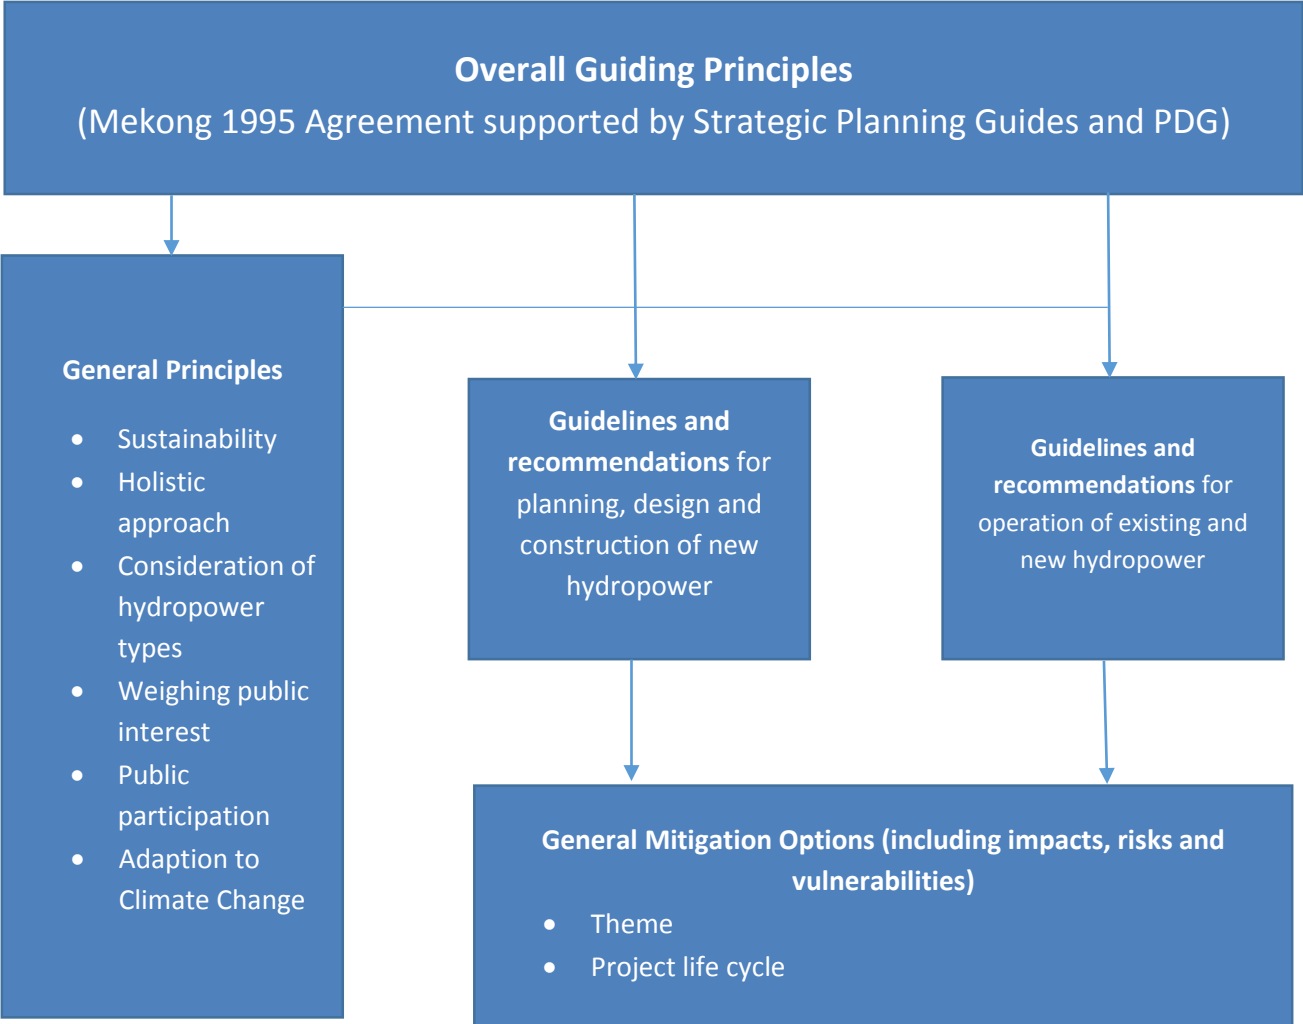 Overall Guiding Principles
(Mekong 1995 Agreement supported by Strategic Planning Guides and PDG)
General Principles
• Sustainability
• Holistic
approach
• Consideration of
hydropower
types
• Weighing public
interest
• Public
participation
• Adaption to
Climate Change
Guidelines and
recommendations for
planning, design and
construction of new
hydropower
Guidelines and
recommendations for
operation of existing and
new hydropower
General Mitigation Options (including impacts, risks and
vulnerabilities)
• Theme
• Project life cycle